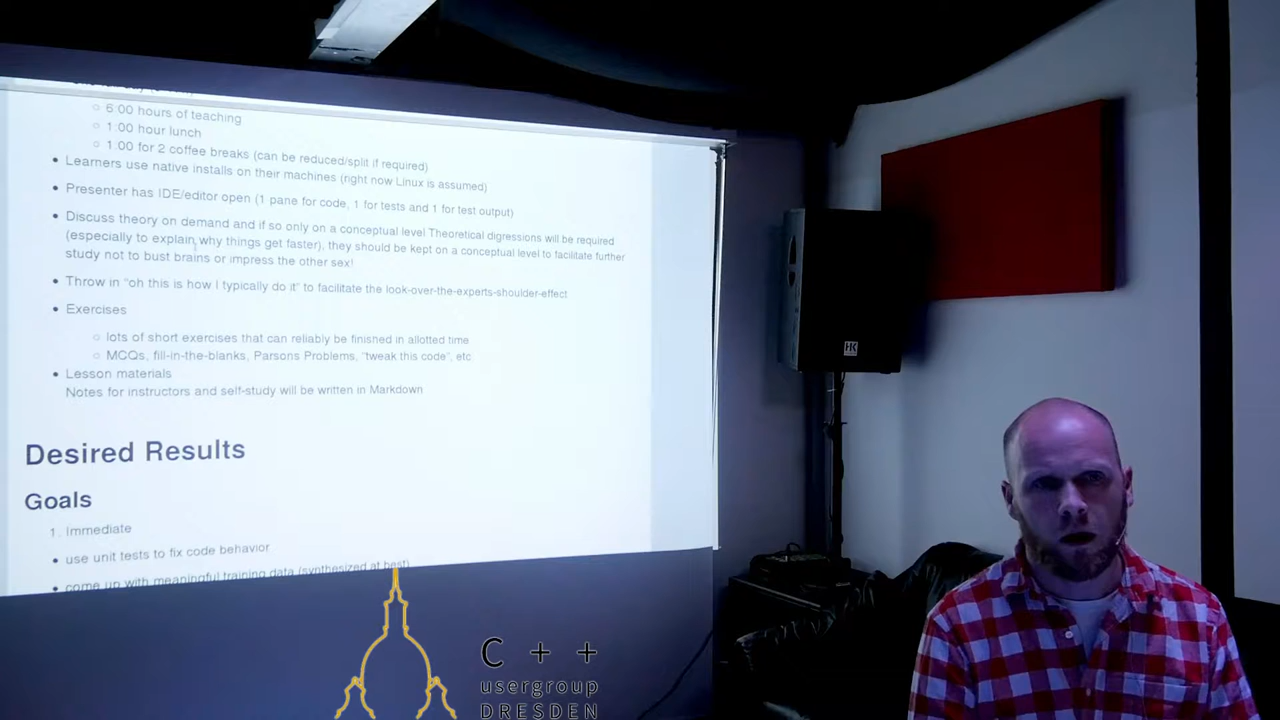 6:00 hours of teaching
1:00 hour lunch
1:00 for 2 coffee breaks (can be reduced/split if required)
Learners use native installs on their machines (right now Linux is assumed)
Presenter has IDE/editor open (1 pane for code, 1 for tests and 1 for test output)
Discuss theory on demand and if so only on a conceptual level Theoretical digressions will be required
(especially to explain why things get faster), they should be kept on a conceptual level to facilitate further
study not to bust brains or impress the other sex!
Throw in "oh this is how I typically do it" to facilitate the look-over-the-experts-shoulder-effect
Exercises
lots of short exercises that can reliably be finished in allotted time
MCQs, fill-in-the-blanks, Parsons Problems, "tweak this code", etc
Lesson materials
Notes for instructors and self-study will be written in Markdown
Desired Results
Goals
1. Immediate
use unit tests to fix code behavior
come up with meaningful training data (synthesized at best)
HK
C + +
usergroup
DRESDEN